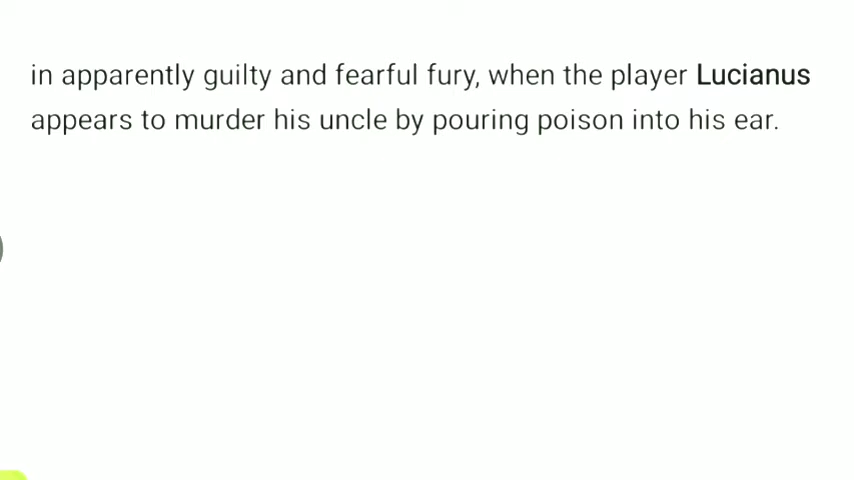 in apparently guilty and fearful fury, when the player Lucianus
appears to murder his uncle by pouring poison into his ear.